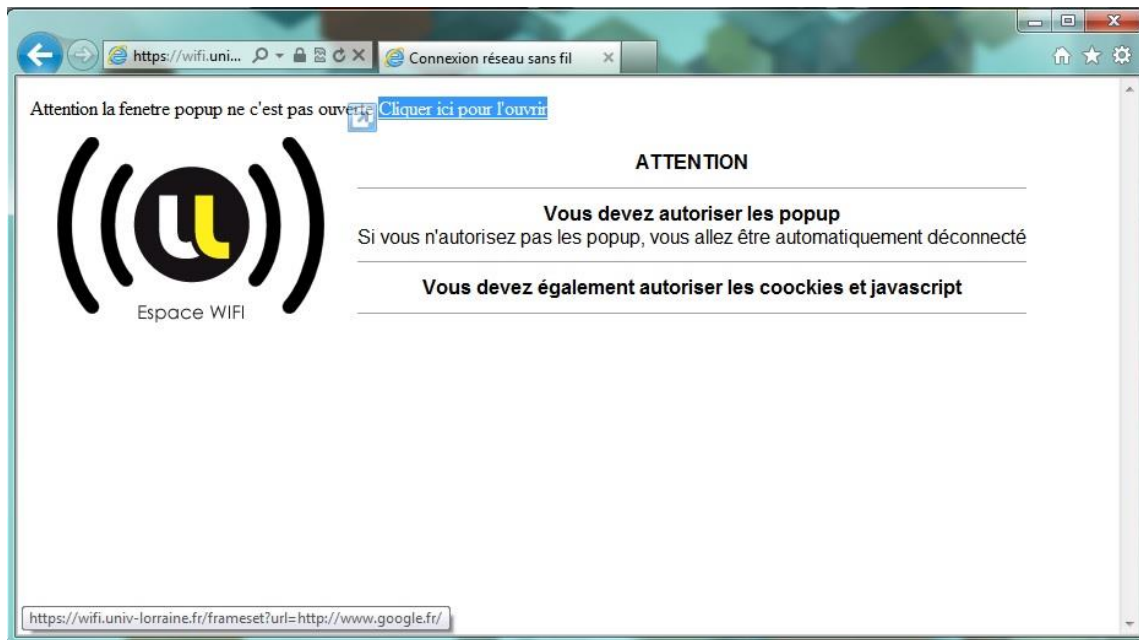 https://wifi.uni...
Connexion réseau sans fil
Attention la fenetre popup ne c'est pas ouverte Cliquer ici pour l'ouvrir
ATTENTION
Vous devez autoriser les popup
Si vous n'autorisez pas les popup, vous allez être automatiquement déconnecté
Vous devez également autoriser les coockies et javascript
Espace WIFI
https://wifi.univ-lorraine.fr/frameset?url=http://www.google.fr/